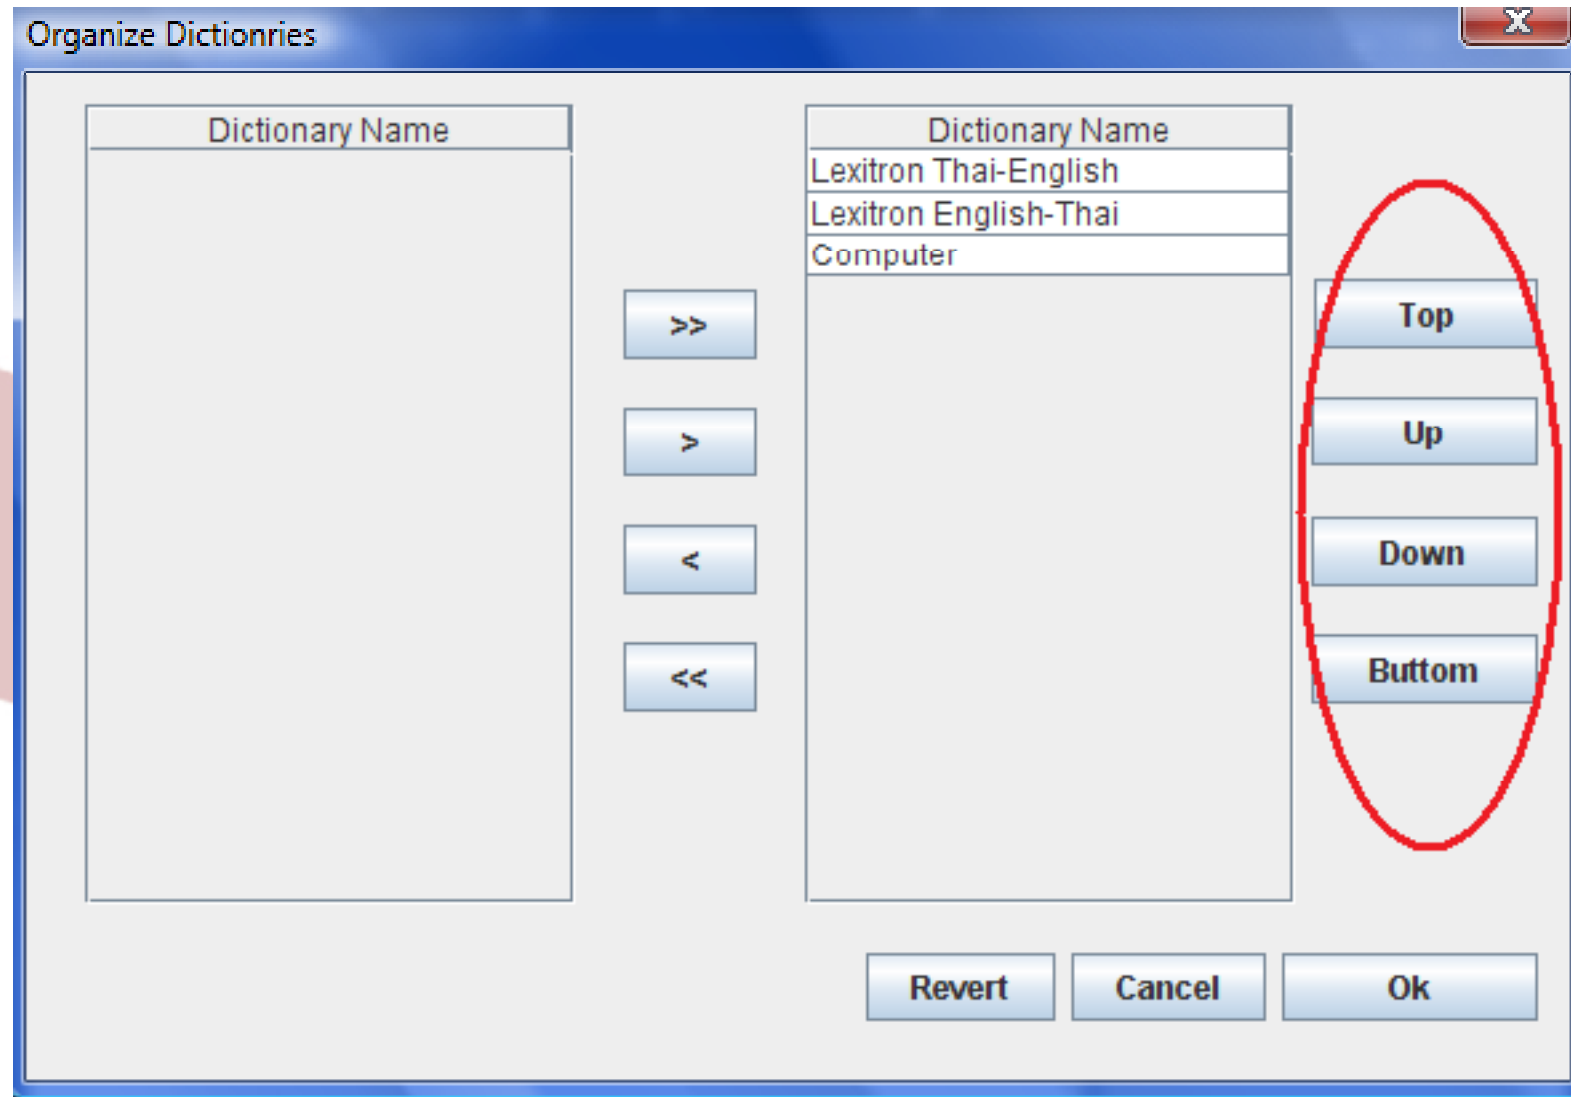 Organize Dictionries
X
Dictionary Name
Dictionary Name
Lexitron Thai-English
Lexitron English-Thai
Computer
>>
>
<
<<
Top
Up
Down
Buttom
Revert
Cancel
Ok